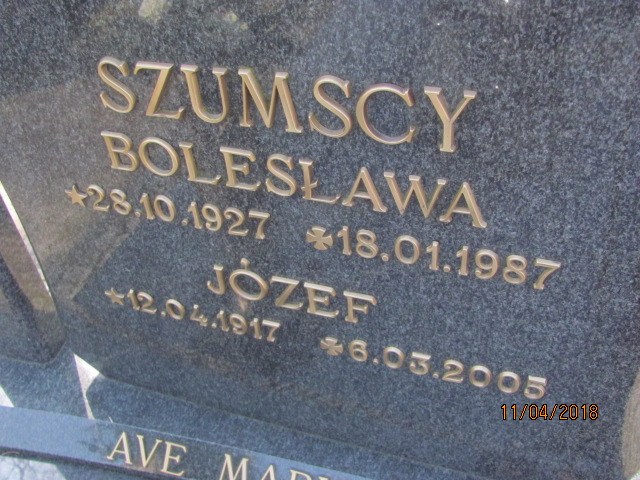 SZUMSCY
BOLESŁAWA
★28.10.1927 ✠18.01.1987
JÓZEF
★12.04.1917 ✠6.03.2005
AVE MARY
11/04/2018